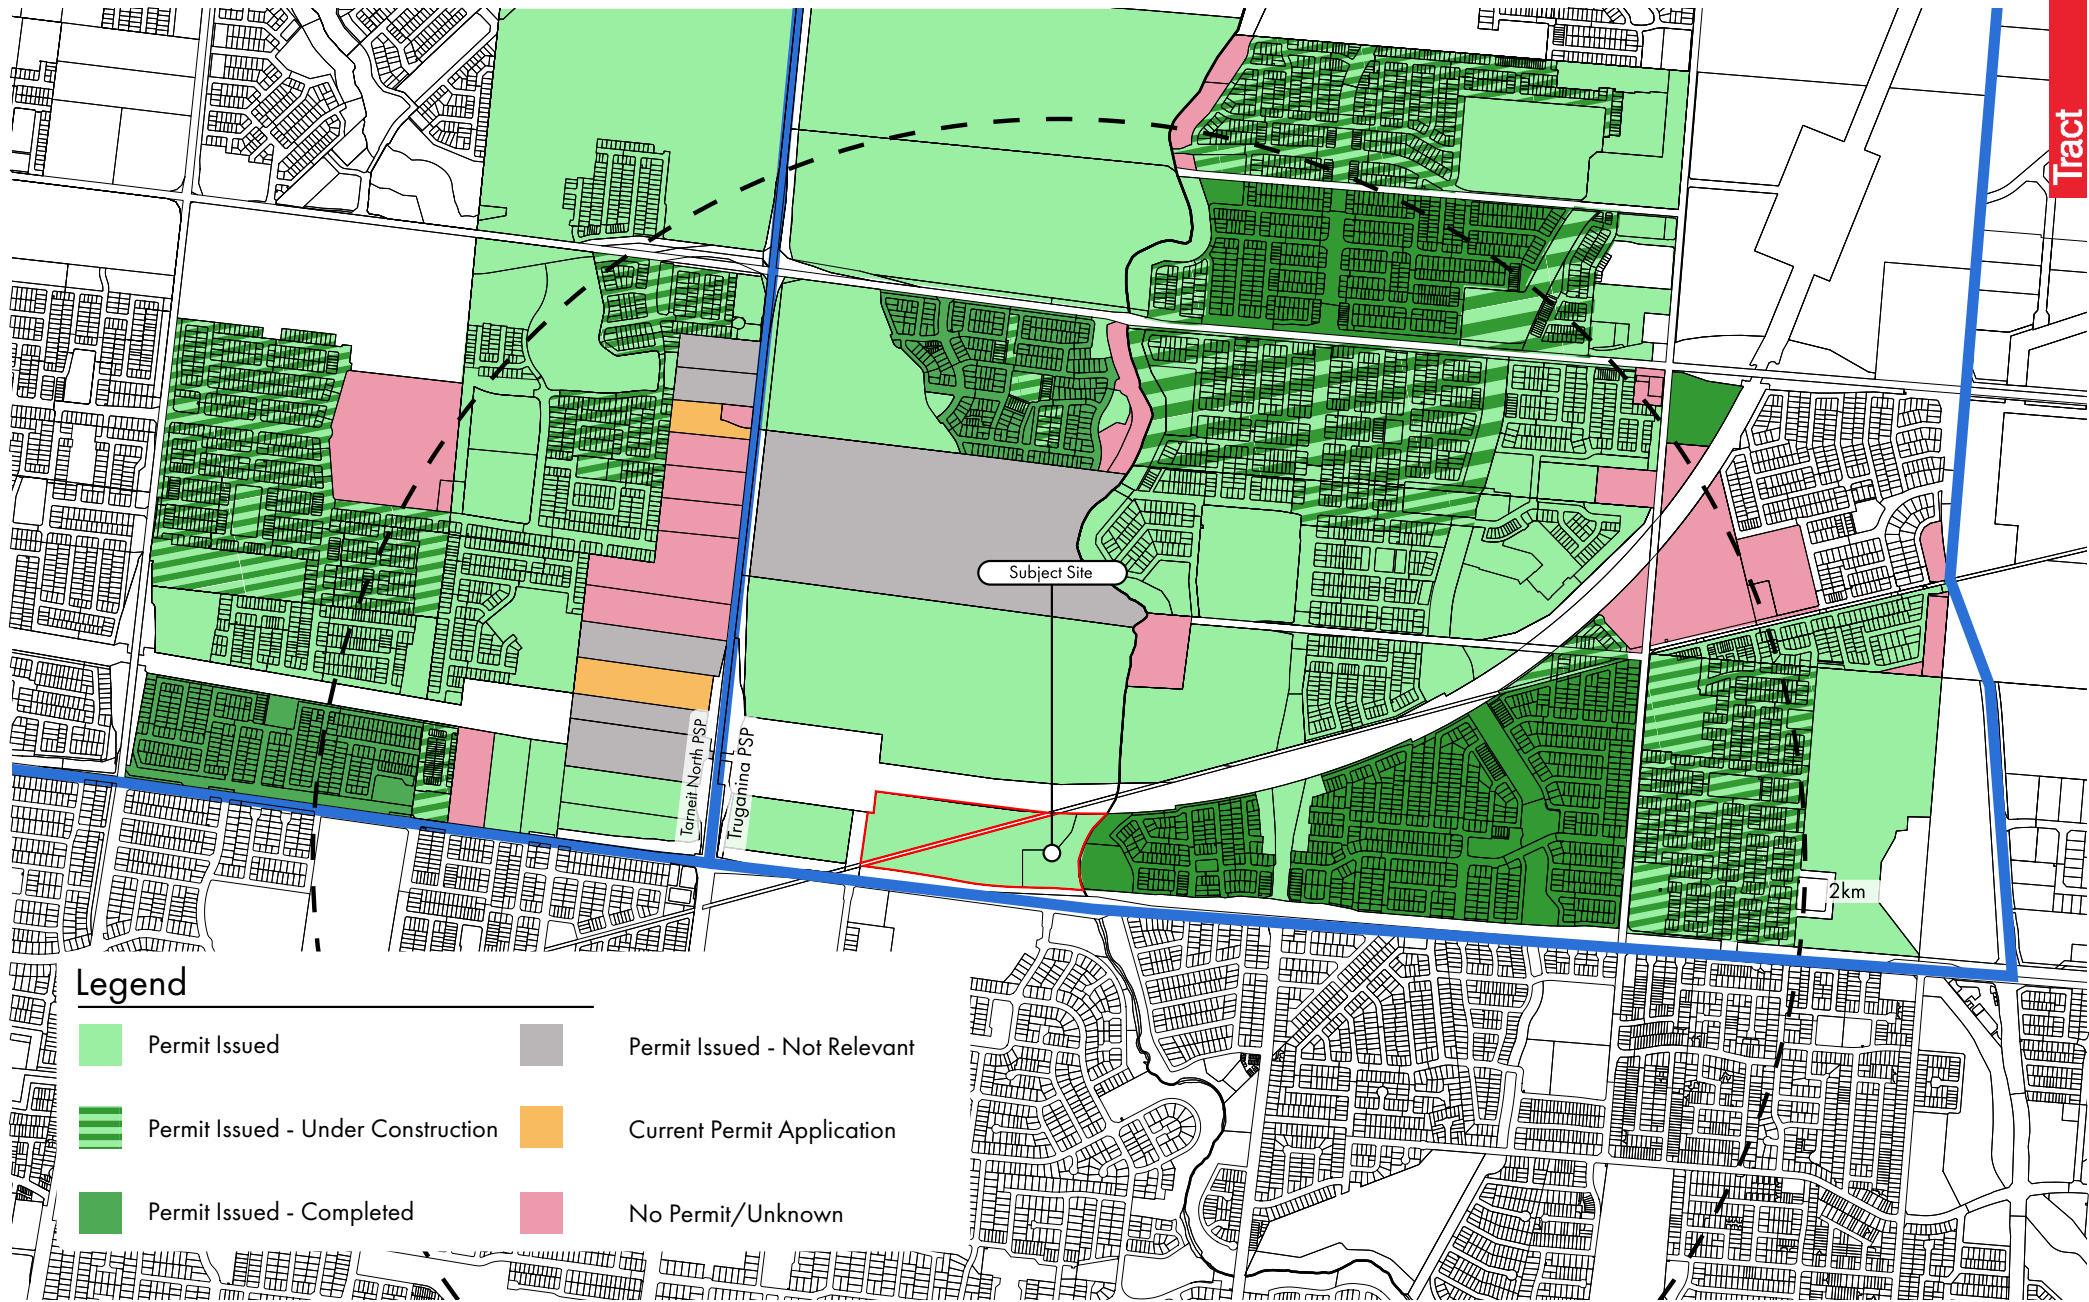 Tract
Subject Site
Tarneit North PSP
Truganina PSP
2km
Legend
Permit Issued
Permit Issued - Under Construction
Permit Issued - Completed
Permit Issued - Not Relevant
Current Permit Application
No Permit/Unknown